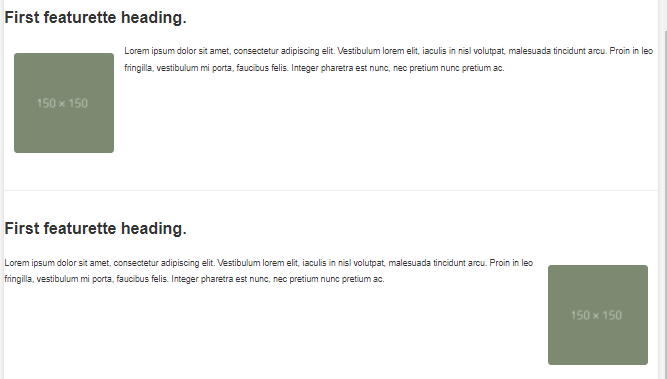 First featurette heading.
Lorem ipsum dolor sit amet, consectetur adipiscing elit. Vestibulum lorem elit, iaculis in nisl volutpat, malesuada tincidunt arcu. Proin in leo
fringilla, vestibulum mi porta, faucibus felis. Integer pharetra est nunc, nec pretium nunc pretium ac.
150 × 150
First featurette heading.
Lorem ipsum dolor sit amet, consectetur adipiscing elit. Vestibulum lorem elit, iaculis in nisl volutpat, malesuada tincidunt arcu. Proin in leo
fringilla, vestibulum mi porta, faucibus felis. Integer pharetra est nunc, nec pretium nunc pretium ac.
150 × 150